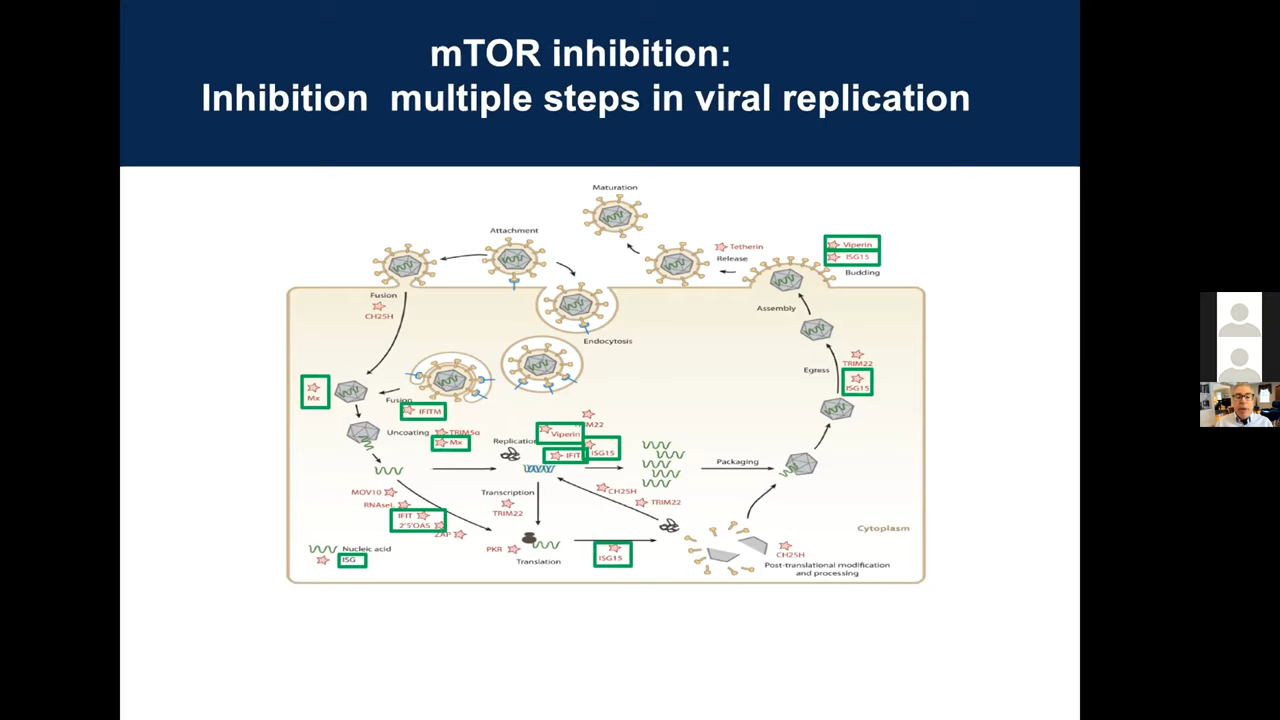 mTOR inhibition:
Inhibition multiple steps in viral replication
Maturation
Attachment
Tetherin
Release
Viperin
ISG15
Budding
Fusion
CH25H
Assembly
Endocytosis
TRIM22
Egress
ISG15
Mx
Fusion
IFITM
Uncoating
TRIM5α
Mx
Viperin
Replication
IFIT
ISG15
Packaging
MOV10
RNAseL
IFIT
2'5'OAS
ZAP
Transcription
TRIM22
CH25H
TRIM22
Cytoplasm
Nucleic acid
ISG
PKR
Translation
ISG15
CH25H
Post-translational modification
and processing